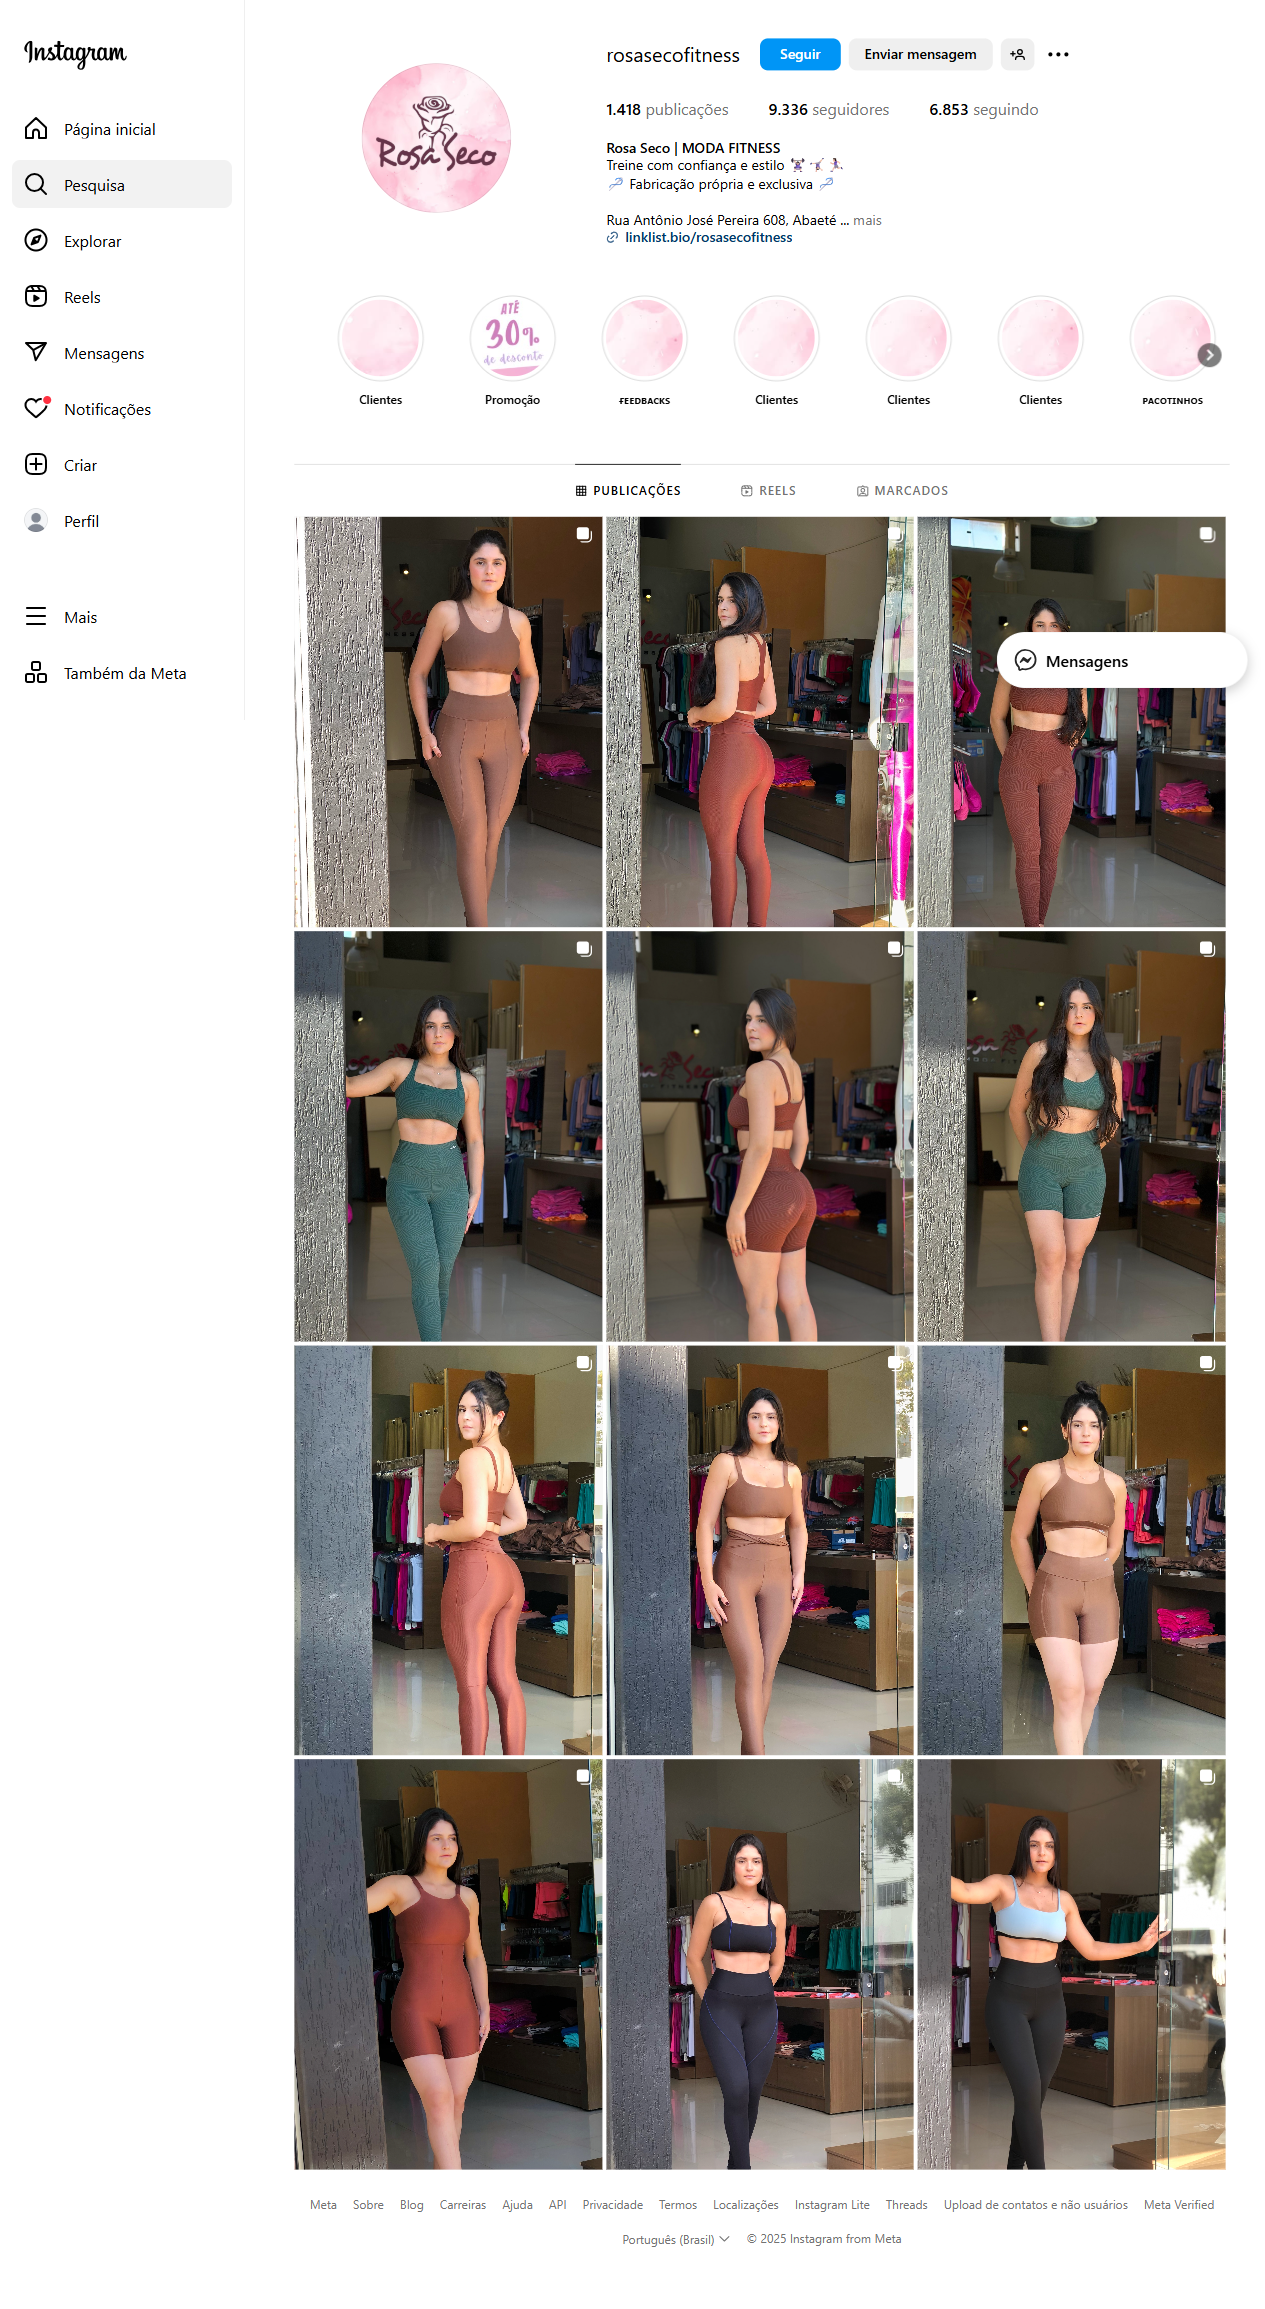 Instagram
Página inicial
Pesquisa
Explorar
Reels
Mensagens
Notificações
Criar
Perfil
Mais
Também da Meta
Rosa Seco
rosasecofitness
Seguir
Enviar mensagem
1.418 publicações
9.336 seguidores
6.853 seguindo
Rosa Seco | MODA FITNESS
Treine com confiança e estilo 🏋🏻‍♀️🤸🏻‍♀️🏃🏻‍♀️
🪡 Fabricação própria e exclusiva 🪡
Rua Antônio José Pereira 608, Abaeté ... mais
linklist.bio/rosasecofitness
ATÉ
30%
de desconto
Clientes
Promoção
ғᴇᴇᴅʙᴀᴄᴋs
Clientes
Clientes
Clientes
ᴘᴀᴄᴏᴛɪɴʜᴏs
PUBLICAÇÕES
REELS
MARCADOS
Mensagens
Meta
Sobre
Blog
Carreiras
Ajuda
API
Privacidade
Termos
Localizações
Instagram Lite
Threads
Upload de contatos e não usuários
Meta Verified
Português (Brasil)
© 2025 Instagram from Meta